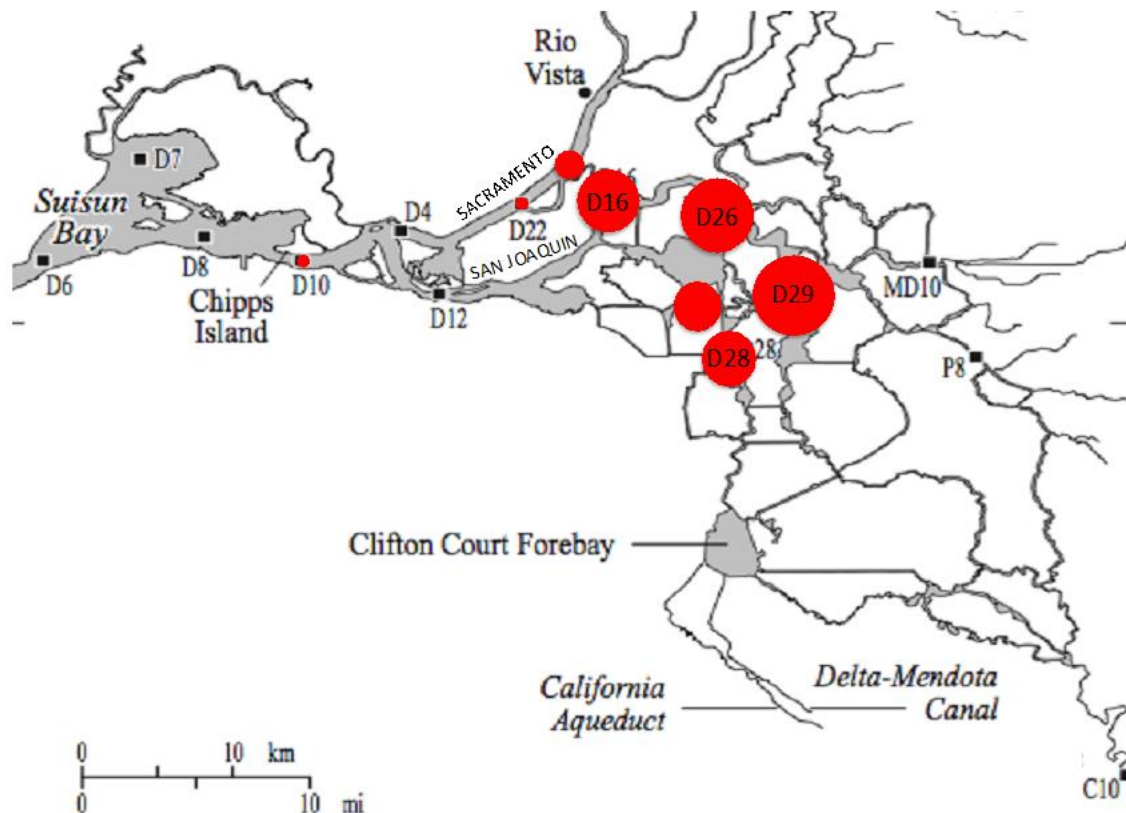 Rio
Vista
D7
SACRAMENTO
Suisun
Bay
D4
D22
D16
D26
SAN JOAQUIN
D6
D8
D10
Chipps
Island
D12
D29
MD10
D28
28
P8
Clifton Court Forebay
California
Aqueduct
Delta-Mendota
Canal
0 10 km
0 10 mi
C10